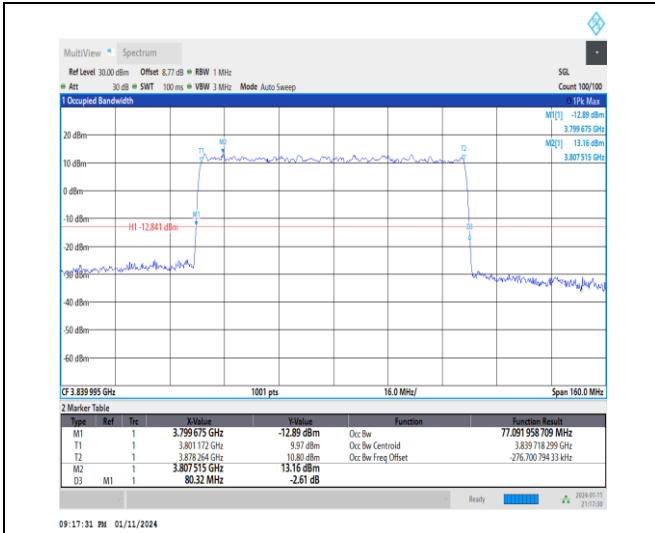 MultiView Spectrum
Ref Level 30.00 dBm Offset 8.77 dB RBW 1 MHz SGL
Att 30 dB SWT 100 ms VBW 3 MHz Mode Auto Sweep Count 100/100
1 Occupied Bandwidth 1Pk Max
M1[1] -12.89 dBm
3.799 675 GHz
M2[1] 13.16 dBm
3.807 515 GHz
20 dBm
M2
T1
T2
10 dBm
0 dBm
-10 dBm
M1
H1 -12.841 dBm
D3
-20 dBm
-30 dBm
-40 dBm
-50 dBm
-60 dBm
CF 3.839 995 GHz 1001 pts 16.0 MHz/ Span 160.0 MHz
2 Marker Table
Type Ref Trc X-Value Y-Value Function Function Result
M1 1 3.799 675 GHz -12.89 dBm Occ Bw 77.091 958 709 MHz
T1 1 3.801 172 GHz 9.97 dBm Occ Bw Centroid 3.839 718 299 GHz
T2 1 3.878 264 GHz 10.80 dBm Occ Bw Freq Offset -276.700 794 33 kHz
M2 1 3.807 515 GHz 13.16 dBm
D3 M1 1 80.32 MHz -2.61 dB
Ready 2024-01-11
21:17:30
09:17:31 PM 01/11/2024